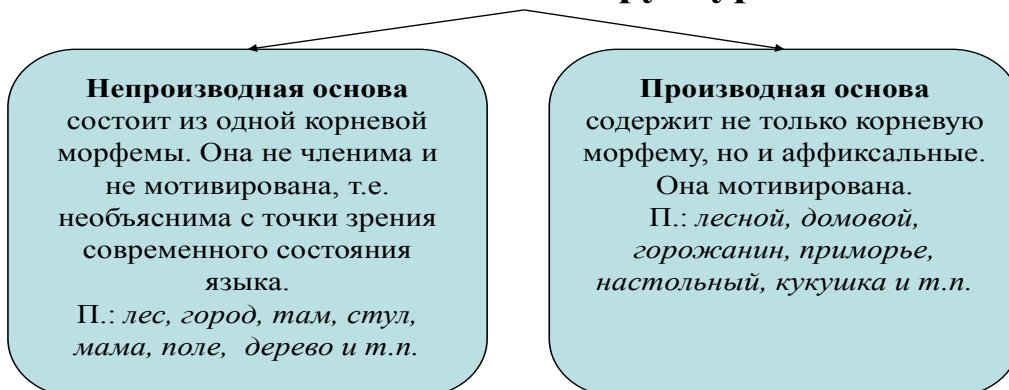 Непроизводная основа
состоит из одной корневой
морфемы. Она не членима и
не мотивирована, т.е.
необъяснима с точки зрения
современного состояния
языка.
П.: лес, город, там, стул,
мама, поле,  дерево и т.п.
Производная основа
содержит не только корневую
морфему, но и аффиксальные.
Она мотивирована.
П.: лесной, домовой,
горожанин, приморье,
настольный, кукушка и т.п.